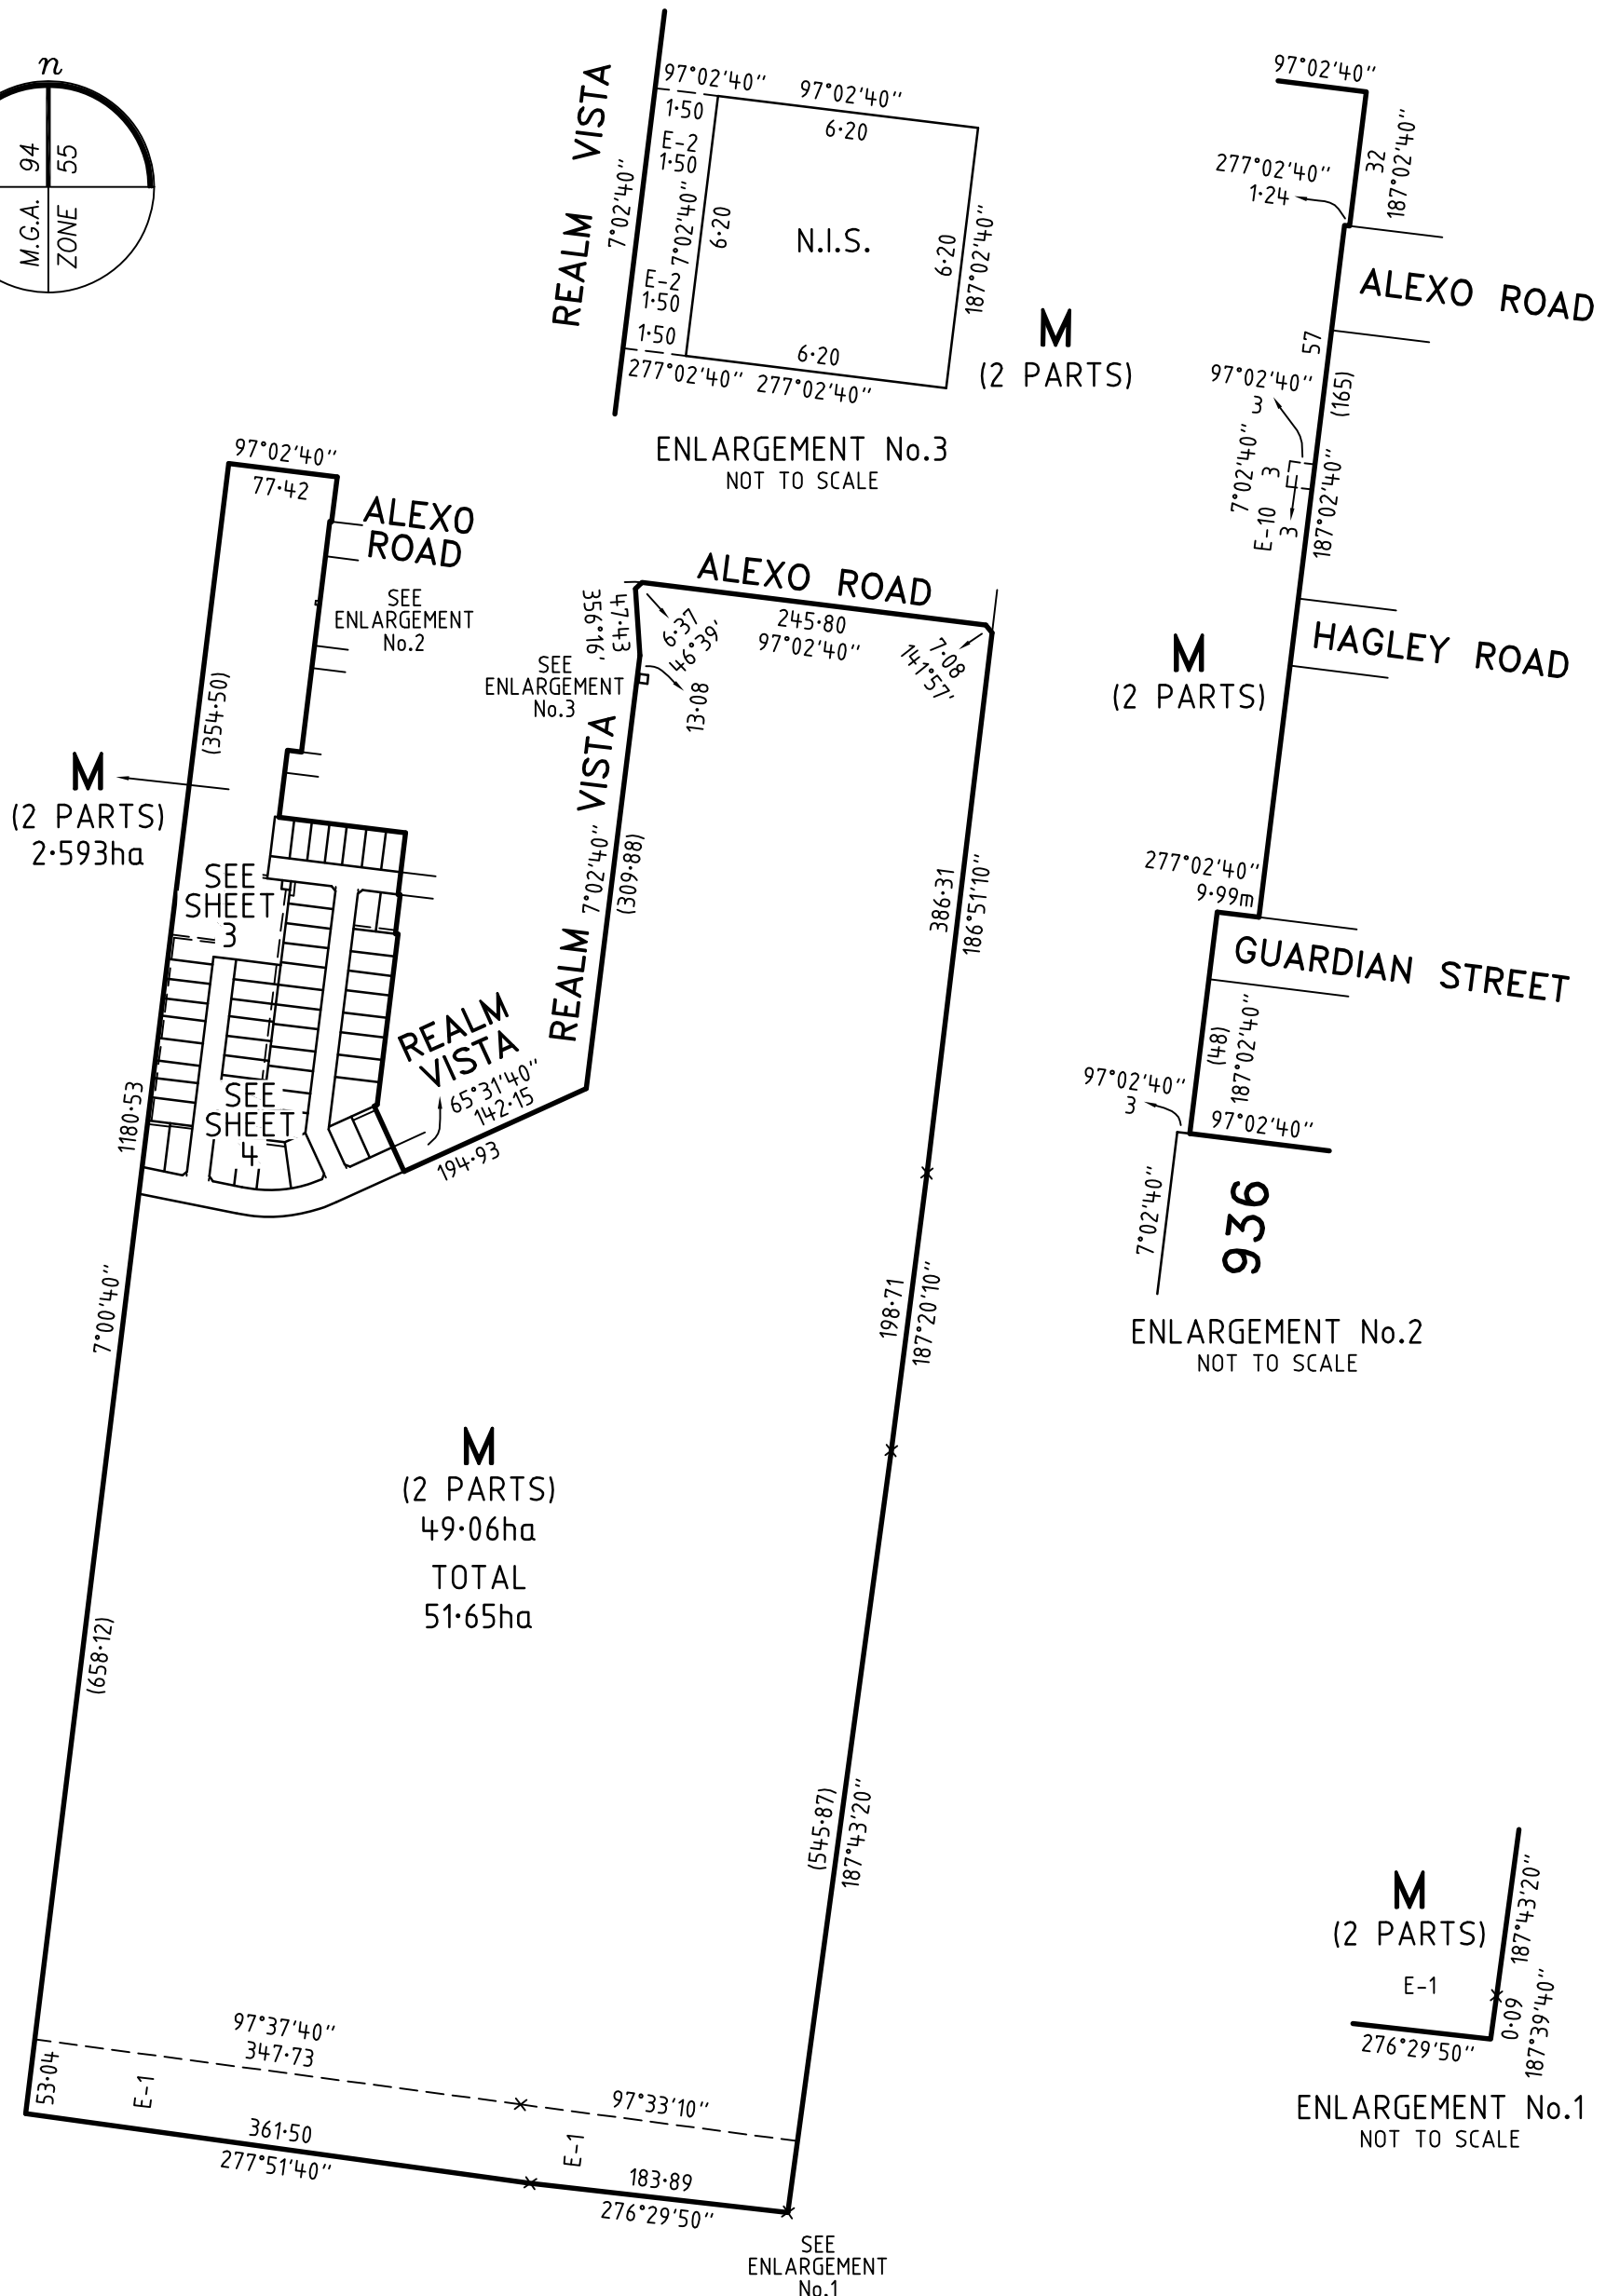 n
M.G.A. 94
ZONE 55
REALM VISTA
7°02'40"
97°02'40"
97°02'40"
1·50
6·20
E-2
1·50
7°02'40"
6·20
N.I.S.
6·20
187°02'40"
E-2
1·50
1·50
6·20
277°02'40"
277°02'40"
M
(2 PARTS)
ENLARGEMENT No.3
NOT TO SCALE
97°02'40"
32
187°02'40"
277°02'40"
1·24
ALEXO ROAD
57
(165)
97°02'40"
3
7°02'40"
3
E-10
3
187°02'40"
HAGLEY ROAD
M
(2 PARTS)
277°02'40"
9·99m
GUARDIAN STREET
(48)
187°02'40"
97°02'40"
3
97°02'40"
7°02'40"
936
ENLARGEMENT No.2
NOT TO SCALE
97°02'40"
77·42
ALEXO
ROAD
SEE
ENLARGEMENT
No.2
(354·50)
M
(2 PARTS)
2·593ha
SEE
SHEET
3
SEE
SHEET
4
1180·53
7°00'40"
(658·12)
ALEXO ROAD
245·80
97°02'40"
356°16'
47·43
6·37
46°39'
7·08
141°57'
SEE
ENLARGEMENT
No.3
13·08
REALM VISTA
7°02'40"
(309·88)
386·31
186°51'10"
REALM
VISTA
65°31'40"
142·15
194·93
198·71
187°20'10"
M
(2 PARTS)
49·06ha
TOTAL
51·65ha
(545·87)
187°43'20"
97°37'40"
347·73
53·04
E-1
97°33'10"
E-1
361·50
277°51'40"
183·89
276°29'50"
SEE
ENLARGEMENT
No.1
M
(2 PARTS)
E-1
187°43'20"
0·09
187°39'40"
276°29'50"
ENLARGEMENT No.1
NOT TO SCALE